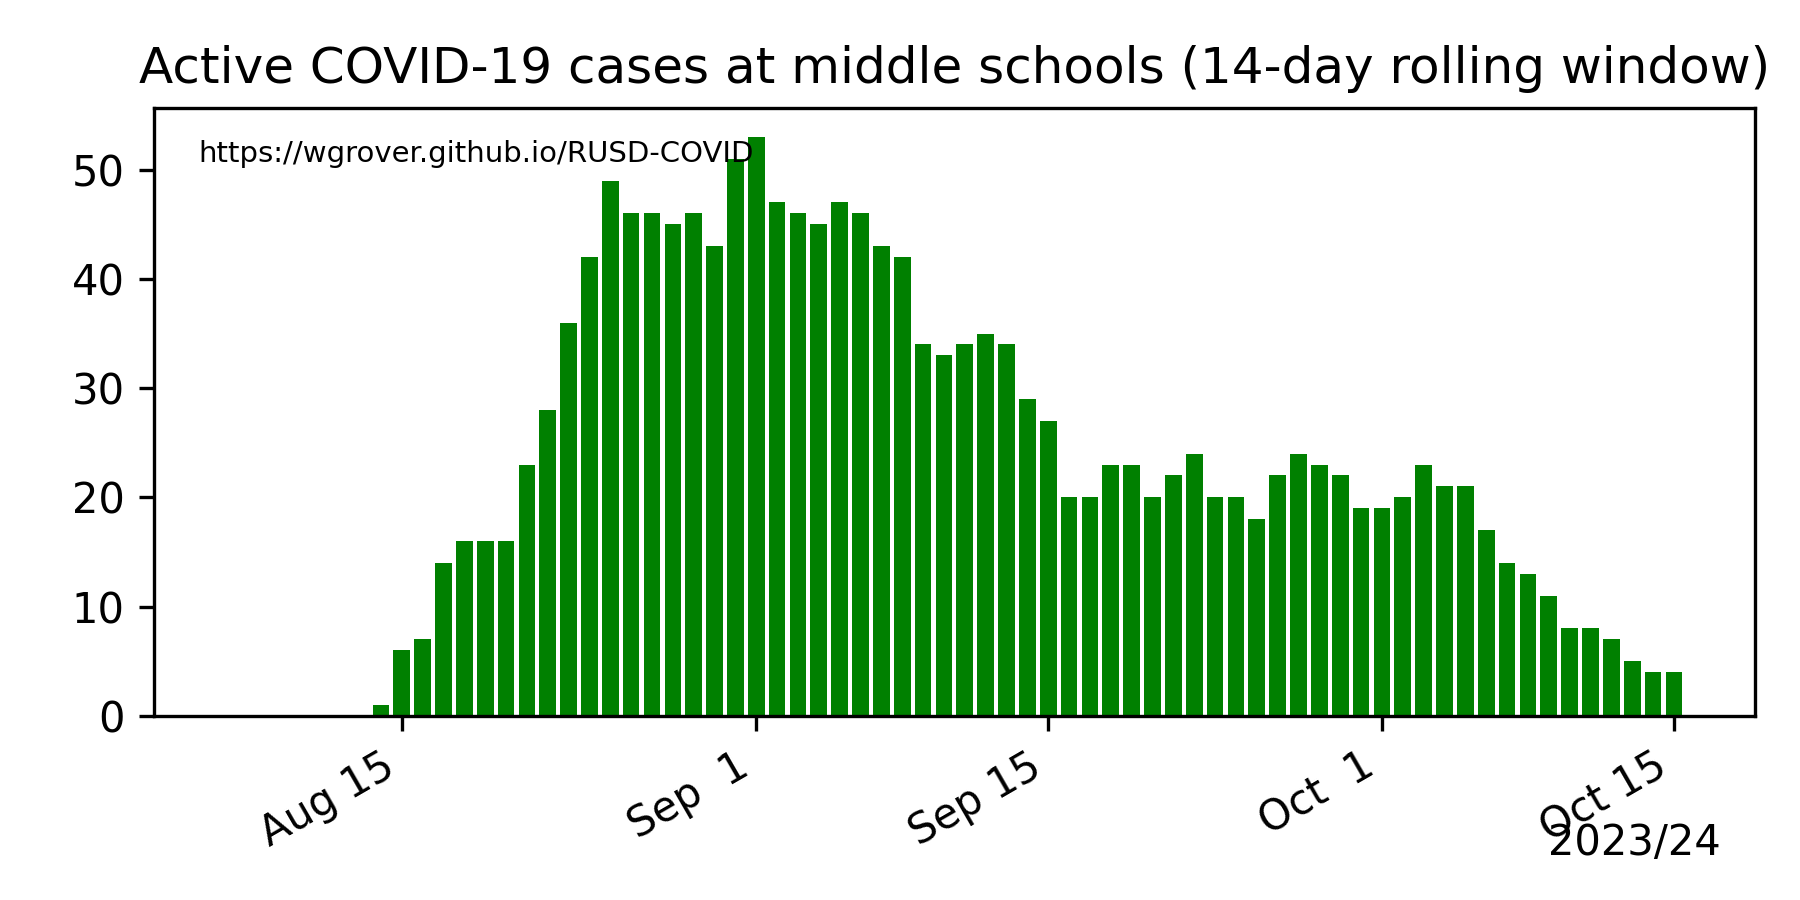 Active COVID-19 cases at middle schools (14-day rolling window)
https://wgrover.github.io/RUSD-COVID
50
40
30
20
10
0
Aug 15
Sep 1
Sep 15
Oct 1
Oct 15
2023/24